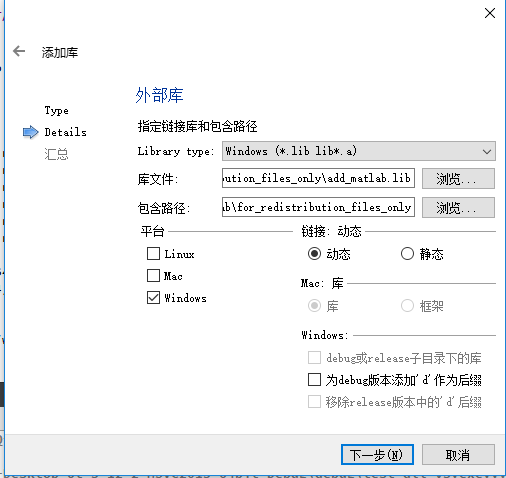 添加库
Type
Details
汇总
外部库
指定链接库和包含路径
Library type: Windows (*.lib lib*.a)
库文件: ution_files_only\add_matlab.lib 浏览...
包含路径: \for_redistribution_files_only 浏览...
平台
Linux
Mac
Windows
链接: 动态
动态 静态
Mac: 库
库 框架
Windows:
debug或release子目录下的库
为debug版本添加'd'作为后缀
移除release版本中的'd'后缀
下一步(N) 取消